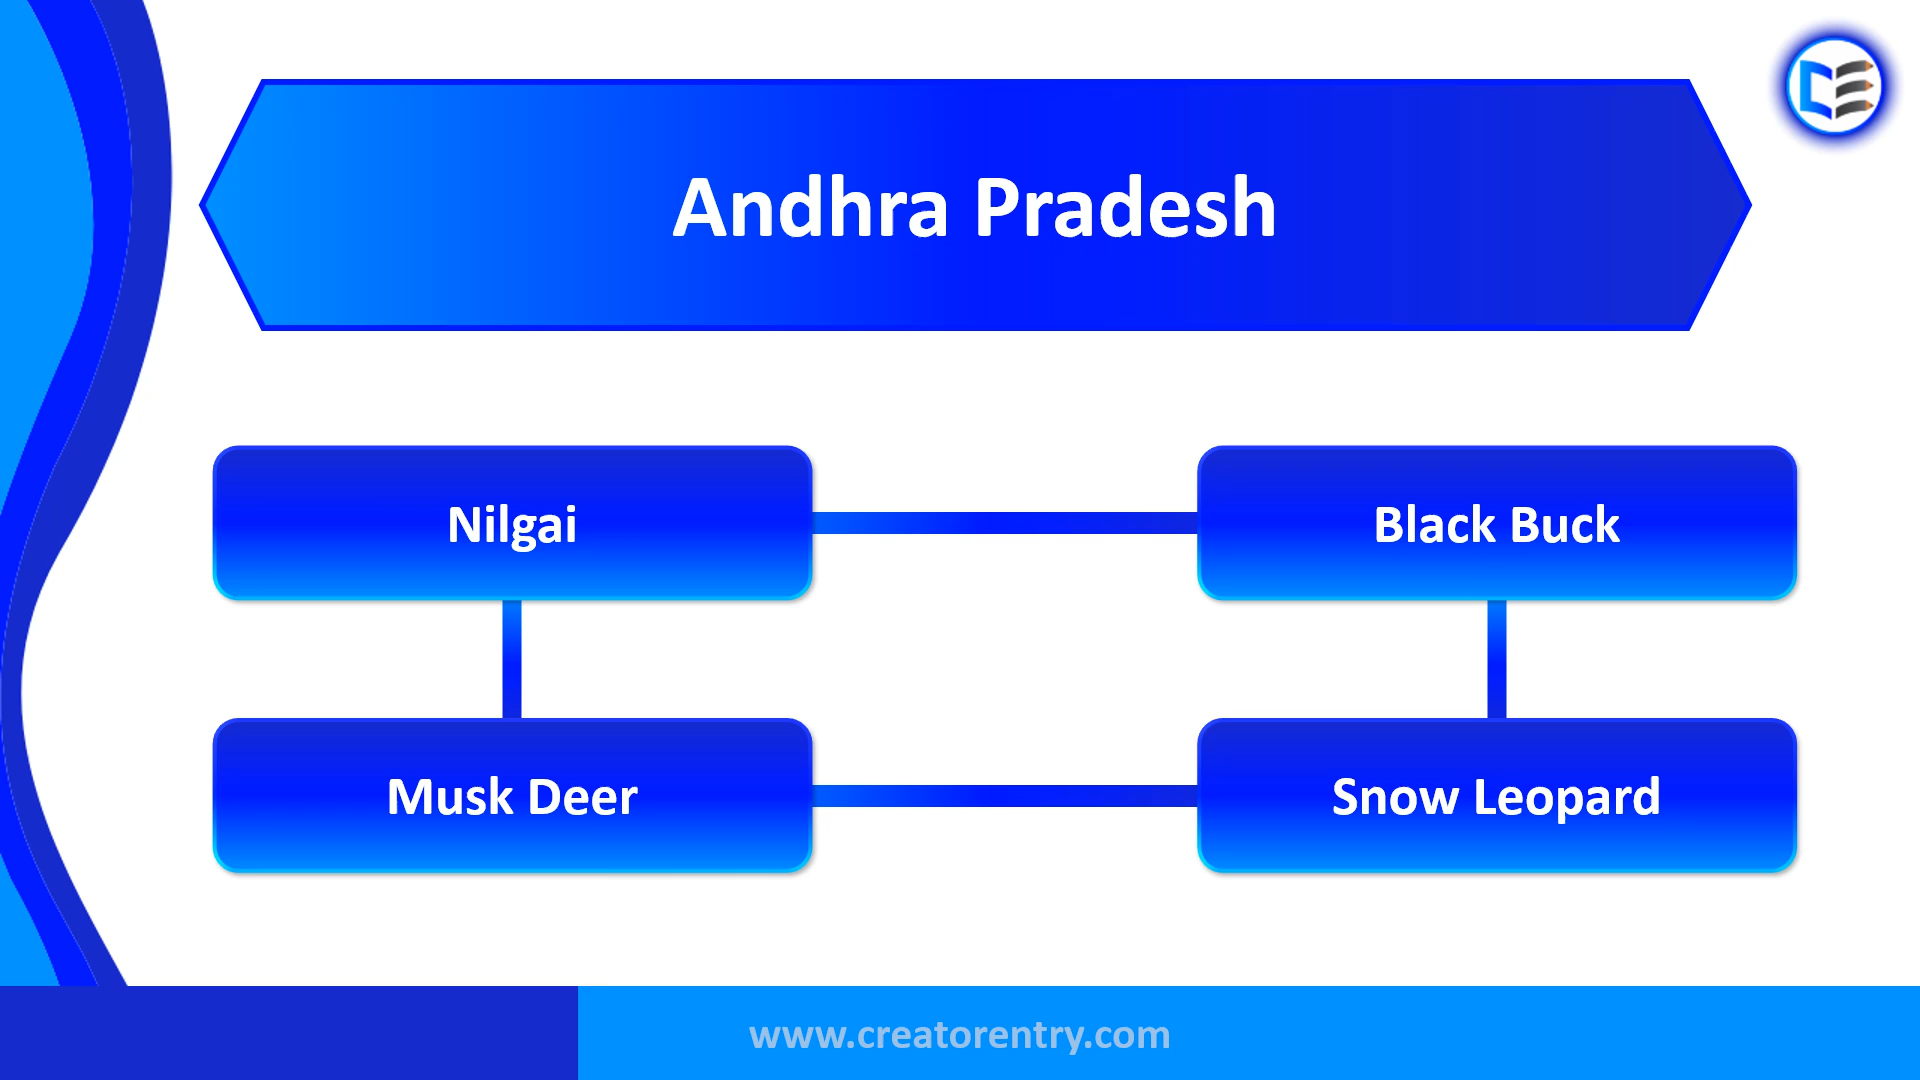 Andhra Pradesh
Nilgai
Black Buck
Musk Deer
Snow Leopard
www.creatorentry.com